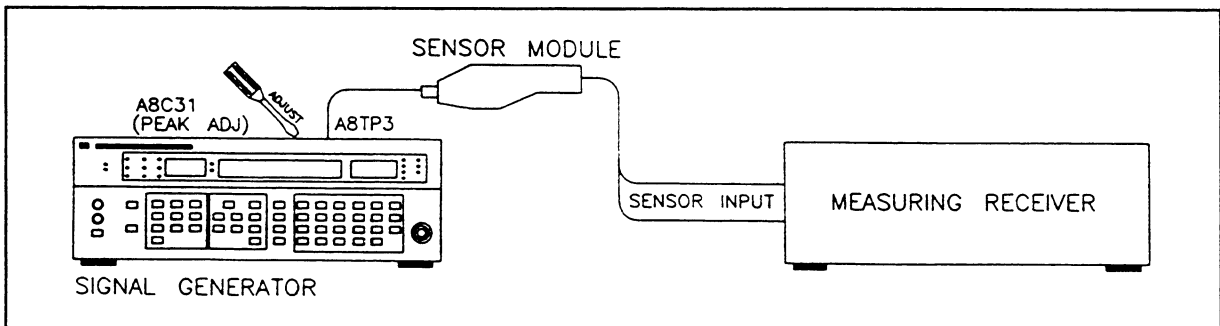 SENSOR MODULE
ADJUST
A8C31
(PEAK ADJ)
A8TP3
SENSOR INPUT
MEASURING RECEIVER
SIGNAL GENERATOR